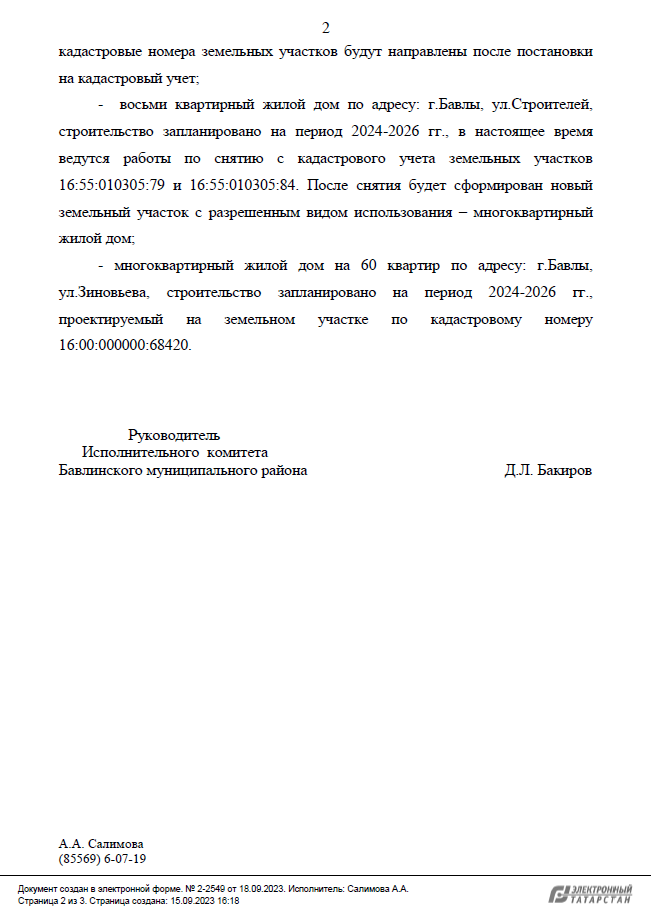 2
кадастровые номера земельных участков будут направлены после постановки
на кадастровый учет;
- восьми квартирный жилой дом по адресу: г.Бавлы, ул.Строителей,
строительство запланировано на период 2024-2026 гг., в настоящее время
ведутся работы по снятию с кадастрового учета земельных участков
16:55:010305:79 и 16:55:010305:84. После снятия будет сформирован новый
земельный участок с разрешенным видом использования – многоквартирный
жилой дом;
- многоквартирный жилой дом на 60 квартир по адресу: г.Бавлы,
ул.Зиновьева, строительство запланировано на период 2024-2026 гг.,
проектируемый на земельном участке по кадастровому номеру
16:00:000000:68420.
Руководитель
Исполнительного комитета
Бавлинского муниципального района Д.Л. Бакиров
А.А. Салимова
(85569) 6-07-19
Документ создан в электронной форме. № 2-2549 от 18.09.2023. Исполнитель: Салимова А.А.
Страница 2 из 3. Страница создана: 15.09.2023 16:18
ЭЛЕКТРОННЫЙ
ТАТАРСТАН